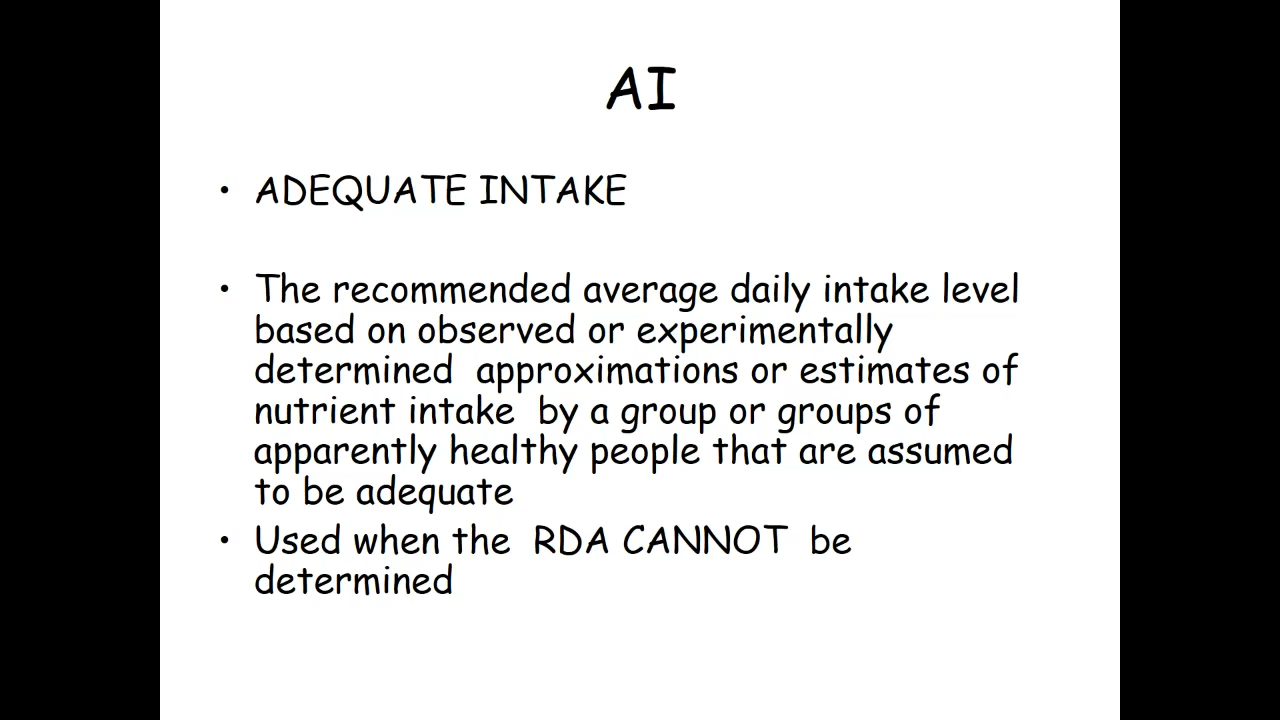 AI
• ADEQUATE INTAKE
• The recommended average daily intake level
based on observed or experimentally
determined  approximations or estimates of
nutrient intake  by a group or groups of
apparently healthy people that are assumed
to be adequate
• Used when the  RDA CANNOT  be
determined